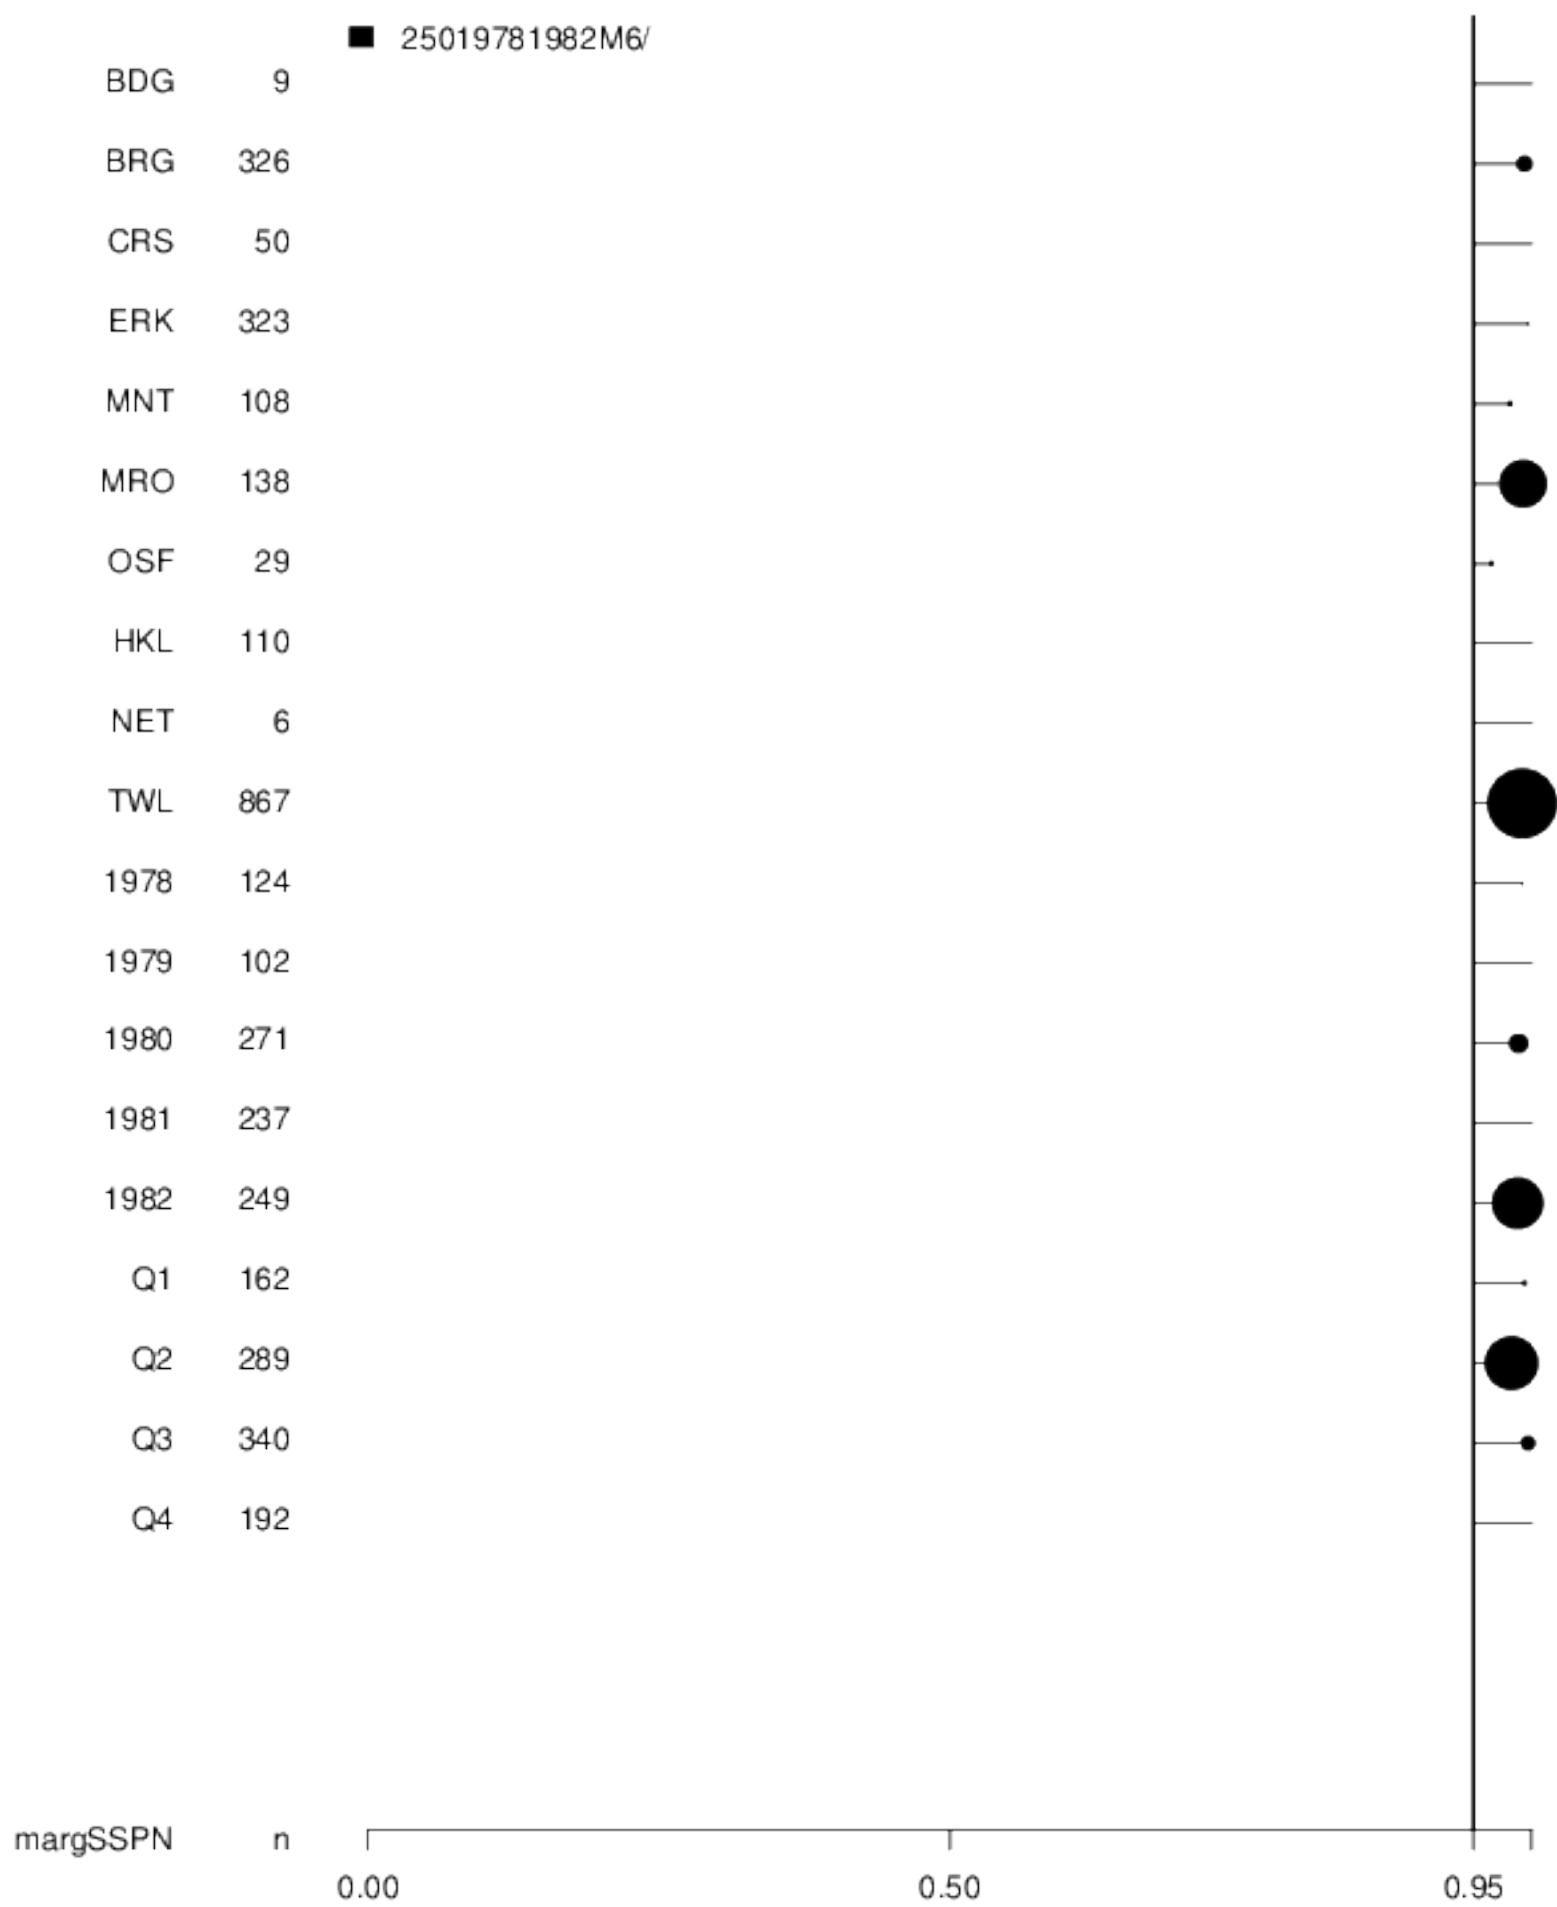 25019781982M6/
BDG 9
BRG 326
CRS 50
ERK 323
MNT 108
MRO 138
OSF 29
HKL 110
NET 6
TWL 867
1978 124
1979 102
1980 271
1981 237
1982 249
Q1 162
Q2 289
Q3 340
Q4 192
margSSPN n
0.00 0.50 0.95